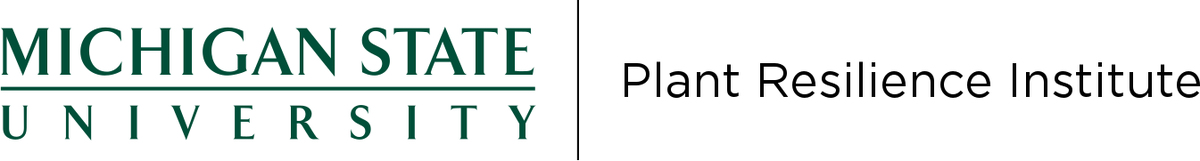 MICHIGAN STATE
UNIVERSITY
Plant Resilience Institute